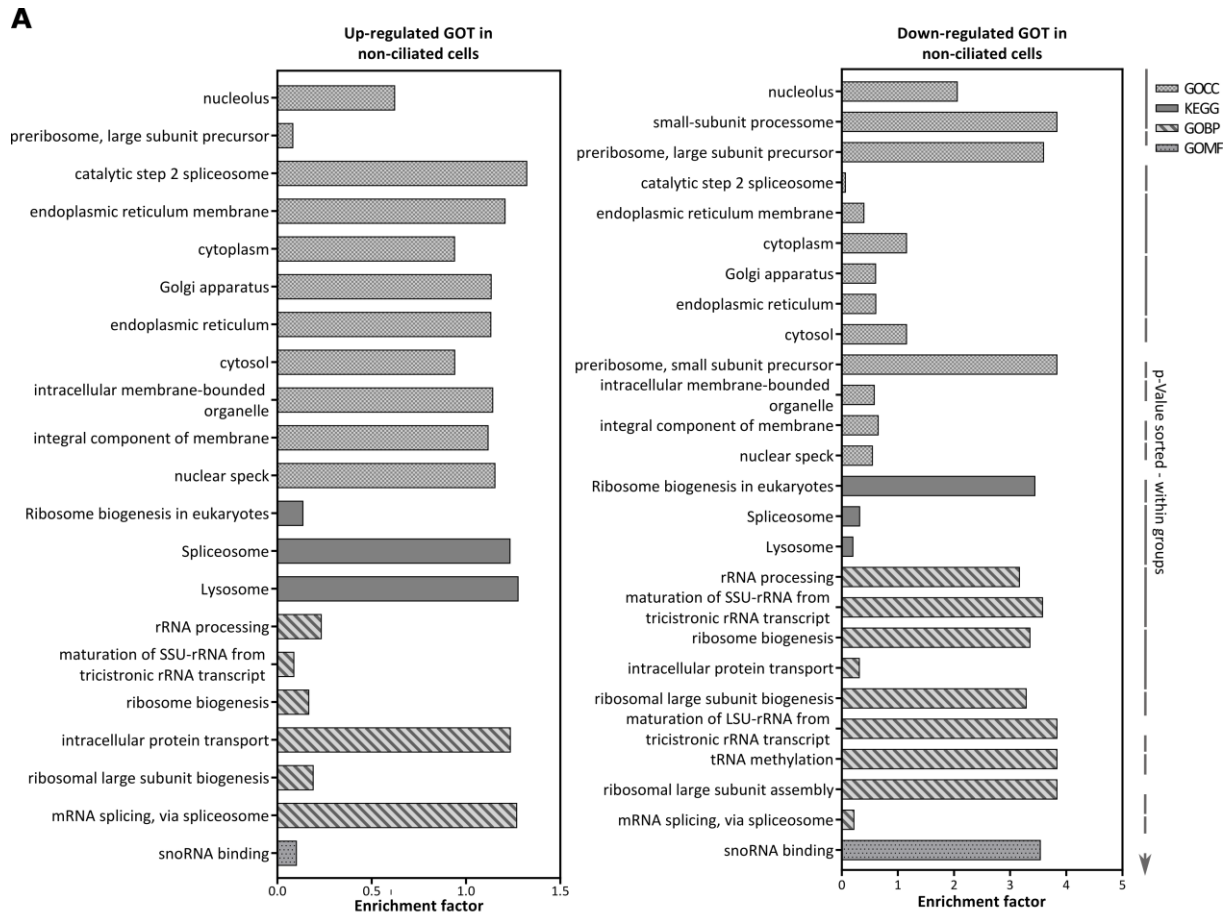 A
Up-regulated GOT in
non-ciliated cells
nucleolus
preribosome, large subunit precursor
catalytic step 2 spliceosome
endoplasmic reticulum membrane
cytoplasm
Golgi apparatus
endoplasmic reticulum
cytosol
intracellular membrane-bounded
organelle
integral component of membrane
nuclear speck
Ribosome biogenesis in eukaryotes
Spliceosome
Lysosome
rRNA processing
maturation of SSU-rRNA from
tricistronic rRNA transcript
ribosome biogenesis
intracellular protein transport
ribosomal large subunit biogenesis
mRNA splicing, via spliceosome
snoRNA binding
0.0 0.5 1.0 1.5
Enrichment factor
Down-regulated GOT in
non-ciliated cells
nucleolus
small-subunit processome
preribosome, large subunit precursor
catalytic step 2 spliceosome
endoplasmic reticulum membrane
cytoplasm
Golgi apparatus
endoplasmic reticulum
cytosol
preribosome, small subunit precursor
intracellular membrane-bounded
organelle
integral component of membrane
nuclear speck
Ribosome biogenesis in eukaryotes
Spliceosome
Lysosome
rRNA processing
maturation of SSU-rRNA from
tricistronic rRNA transcript
ribosome biogenesis
intracellular protein transport
ribosomal large subunit biogenesis
maturation of LSU-rRNA from
tricistronic rRNA transcript
tRNA methylation
ribosomal large subunit assembly
mRNA splicing, via spliceosome
snoRNA binding
0 1 2 3 4 5
Enrichment factor
GOCC
KEGG
GOBP
GOMF
p-Value sorted - within groups